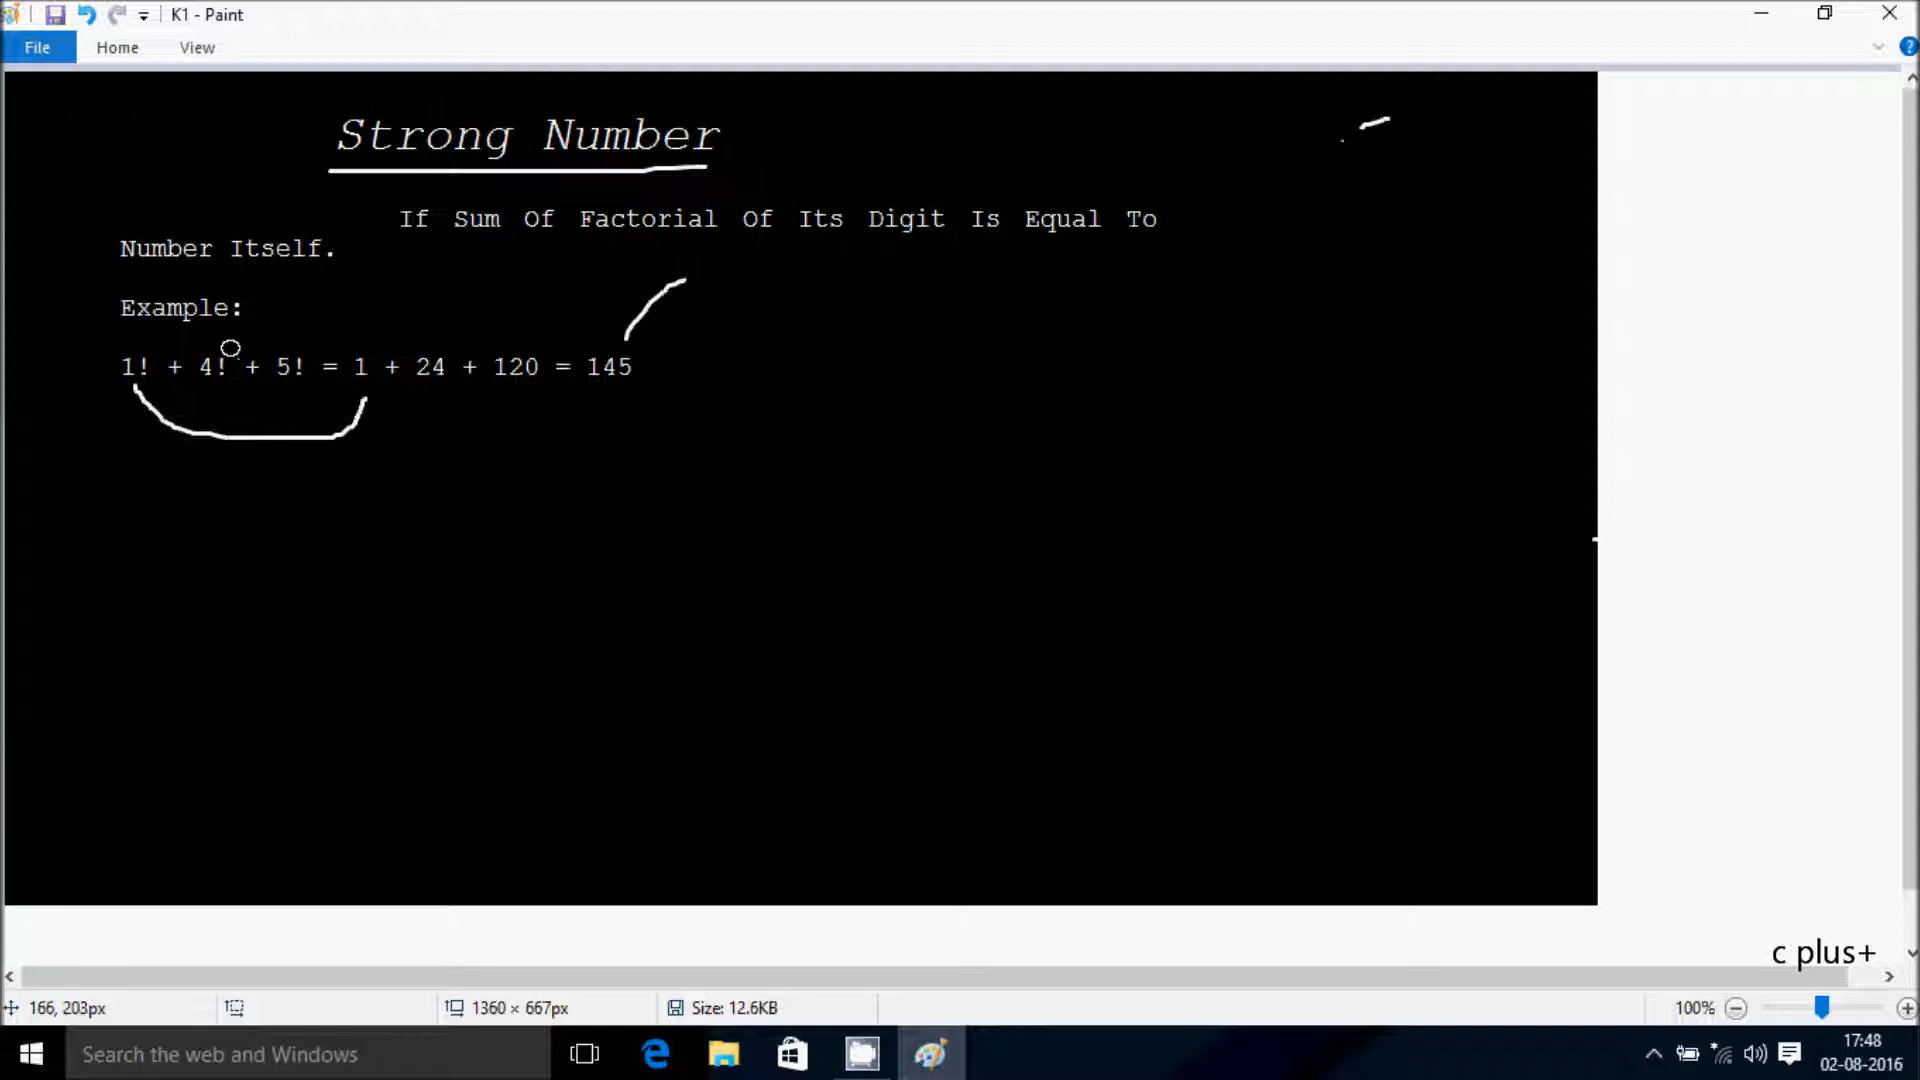 K1 - Paint
File Home View
Strong Number
If Sum Of Factorial Of Its Digit Is Equal To
Number Itself.
Example:
1! + 4! + 5! = 1 + 24 + 120 = 145
c plus+
166, 203px 1360 × 667px Size: 12.6KB 100%
Search the web and Windows
17:48
02-08-2016